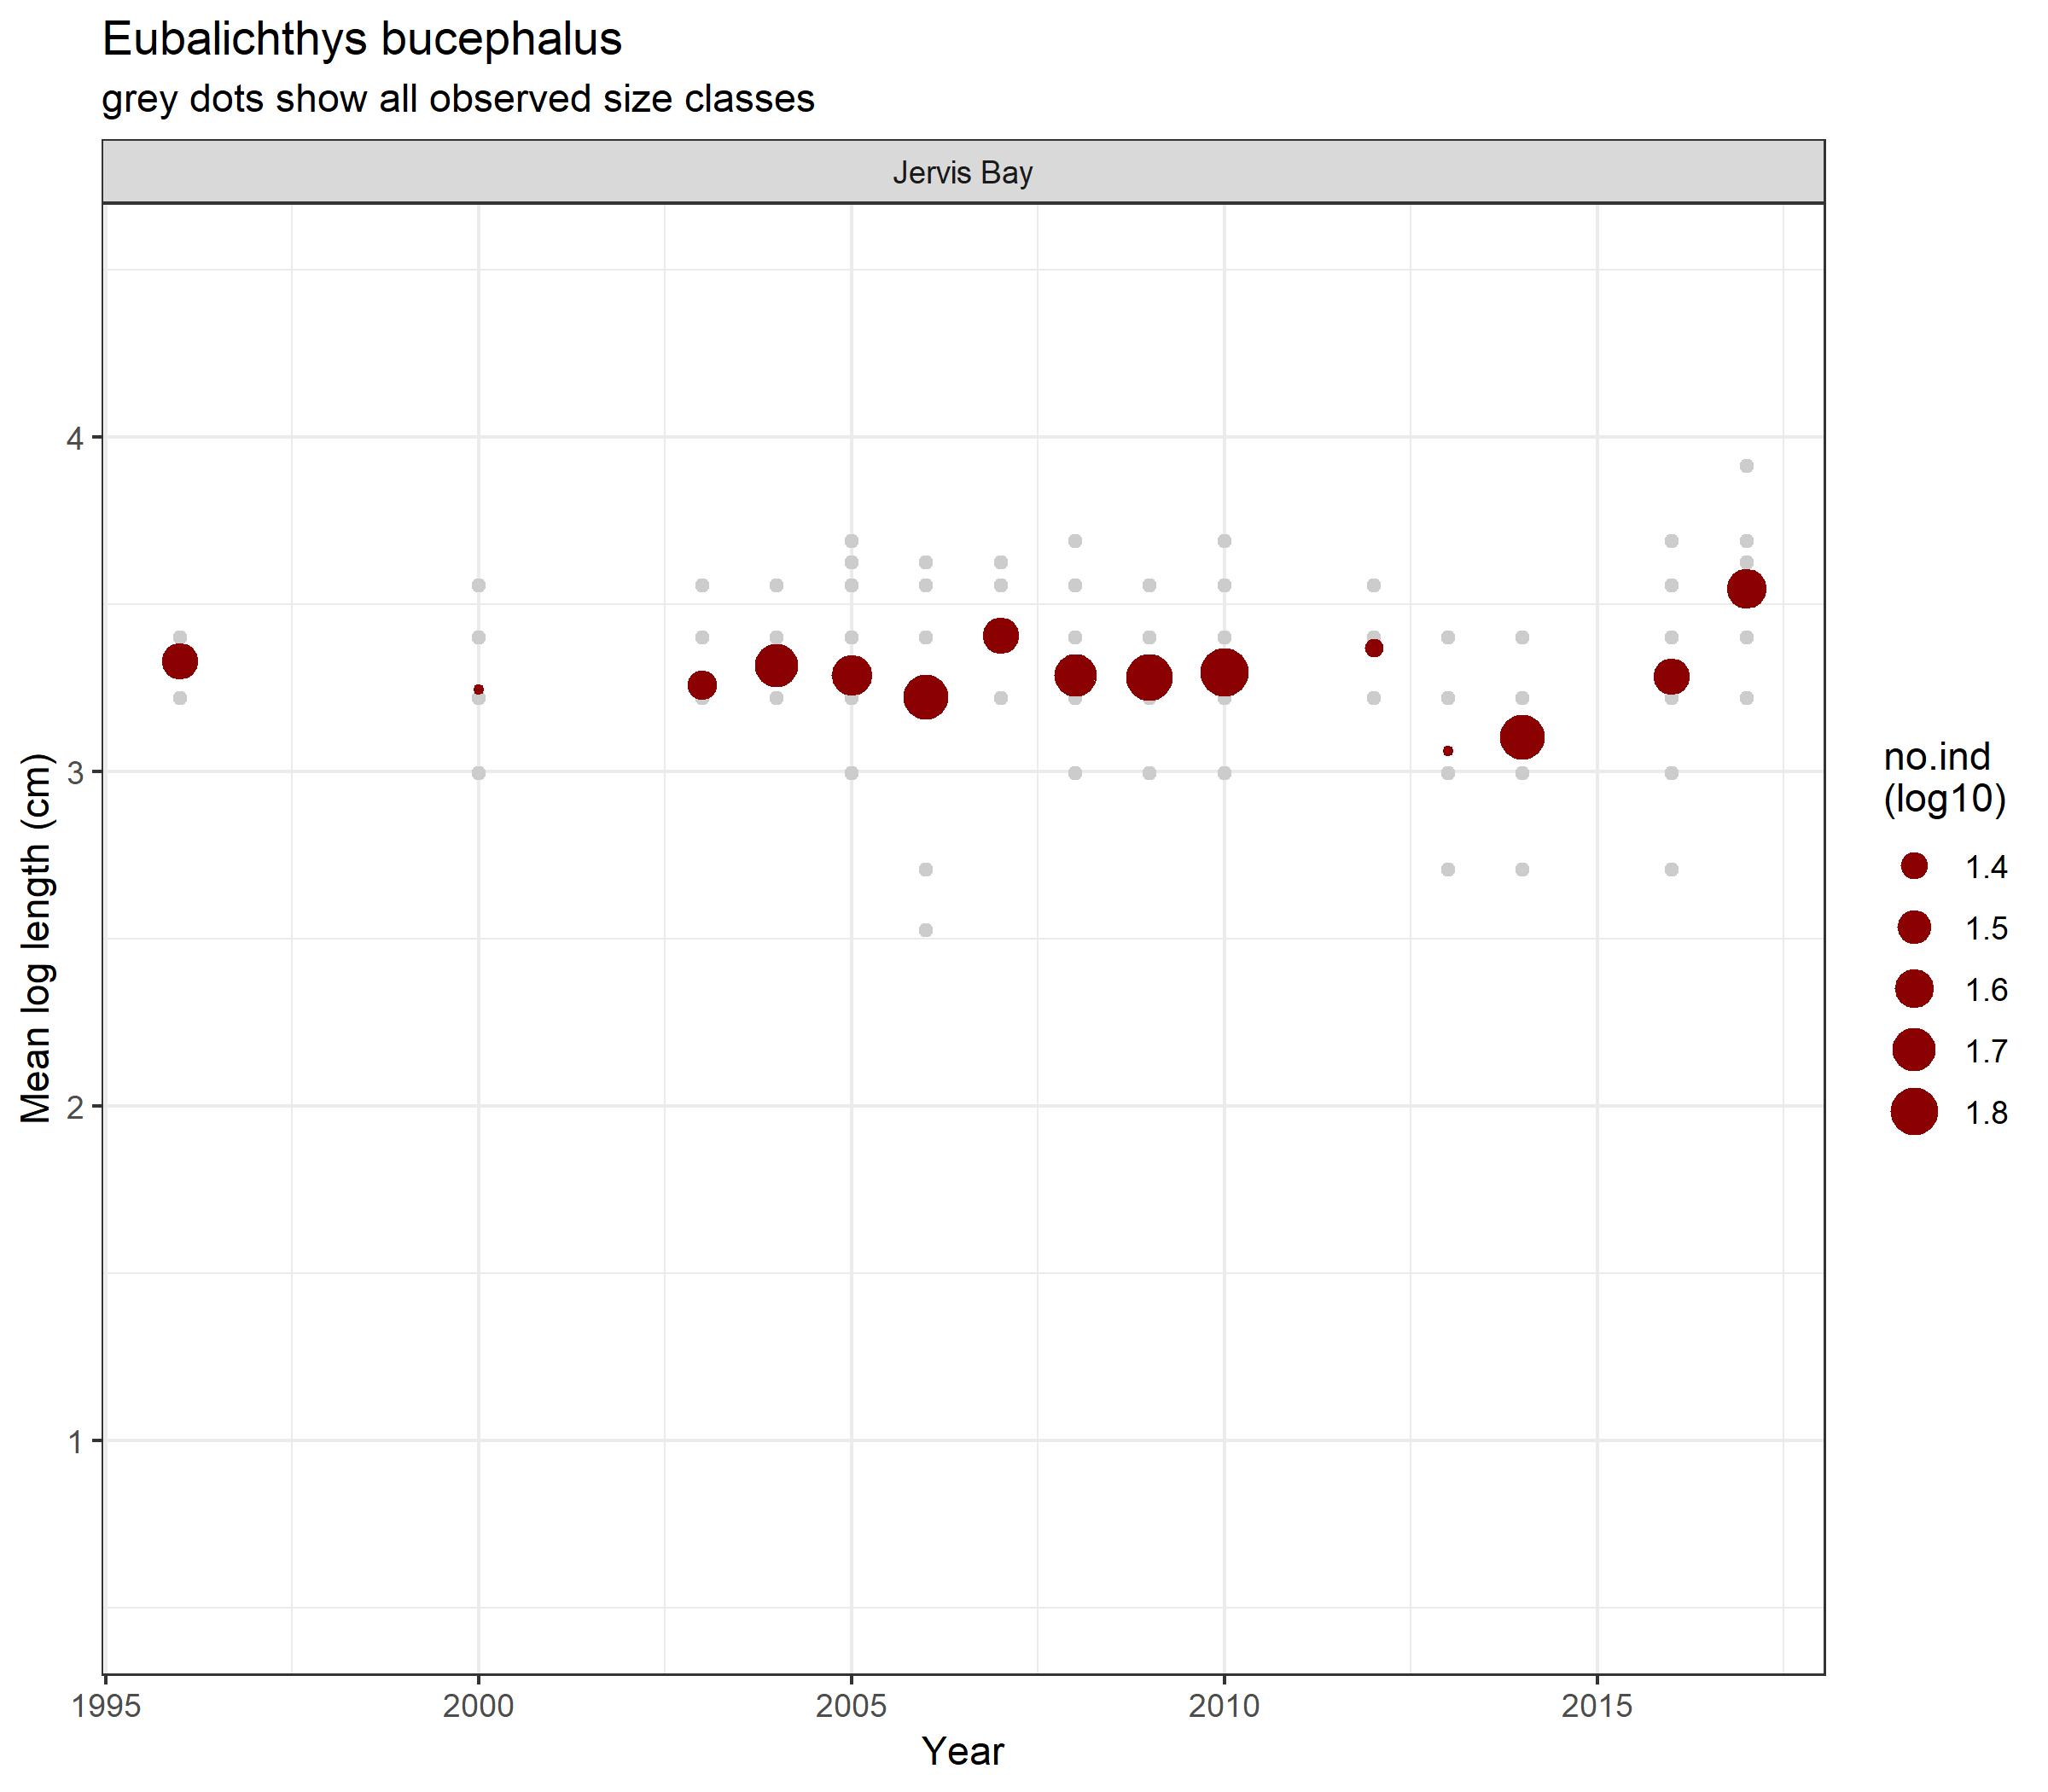 Eubalichthys bucephalus
grey dots show all observed size classes
Jervis Bay
Mean log length (cm)
4
3
2
1
1995
2000
2005
2010
2015
Year
no.ind
(log10)
1.4
1.5
1.6
1.7
1.8